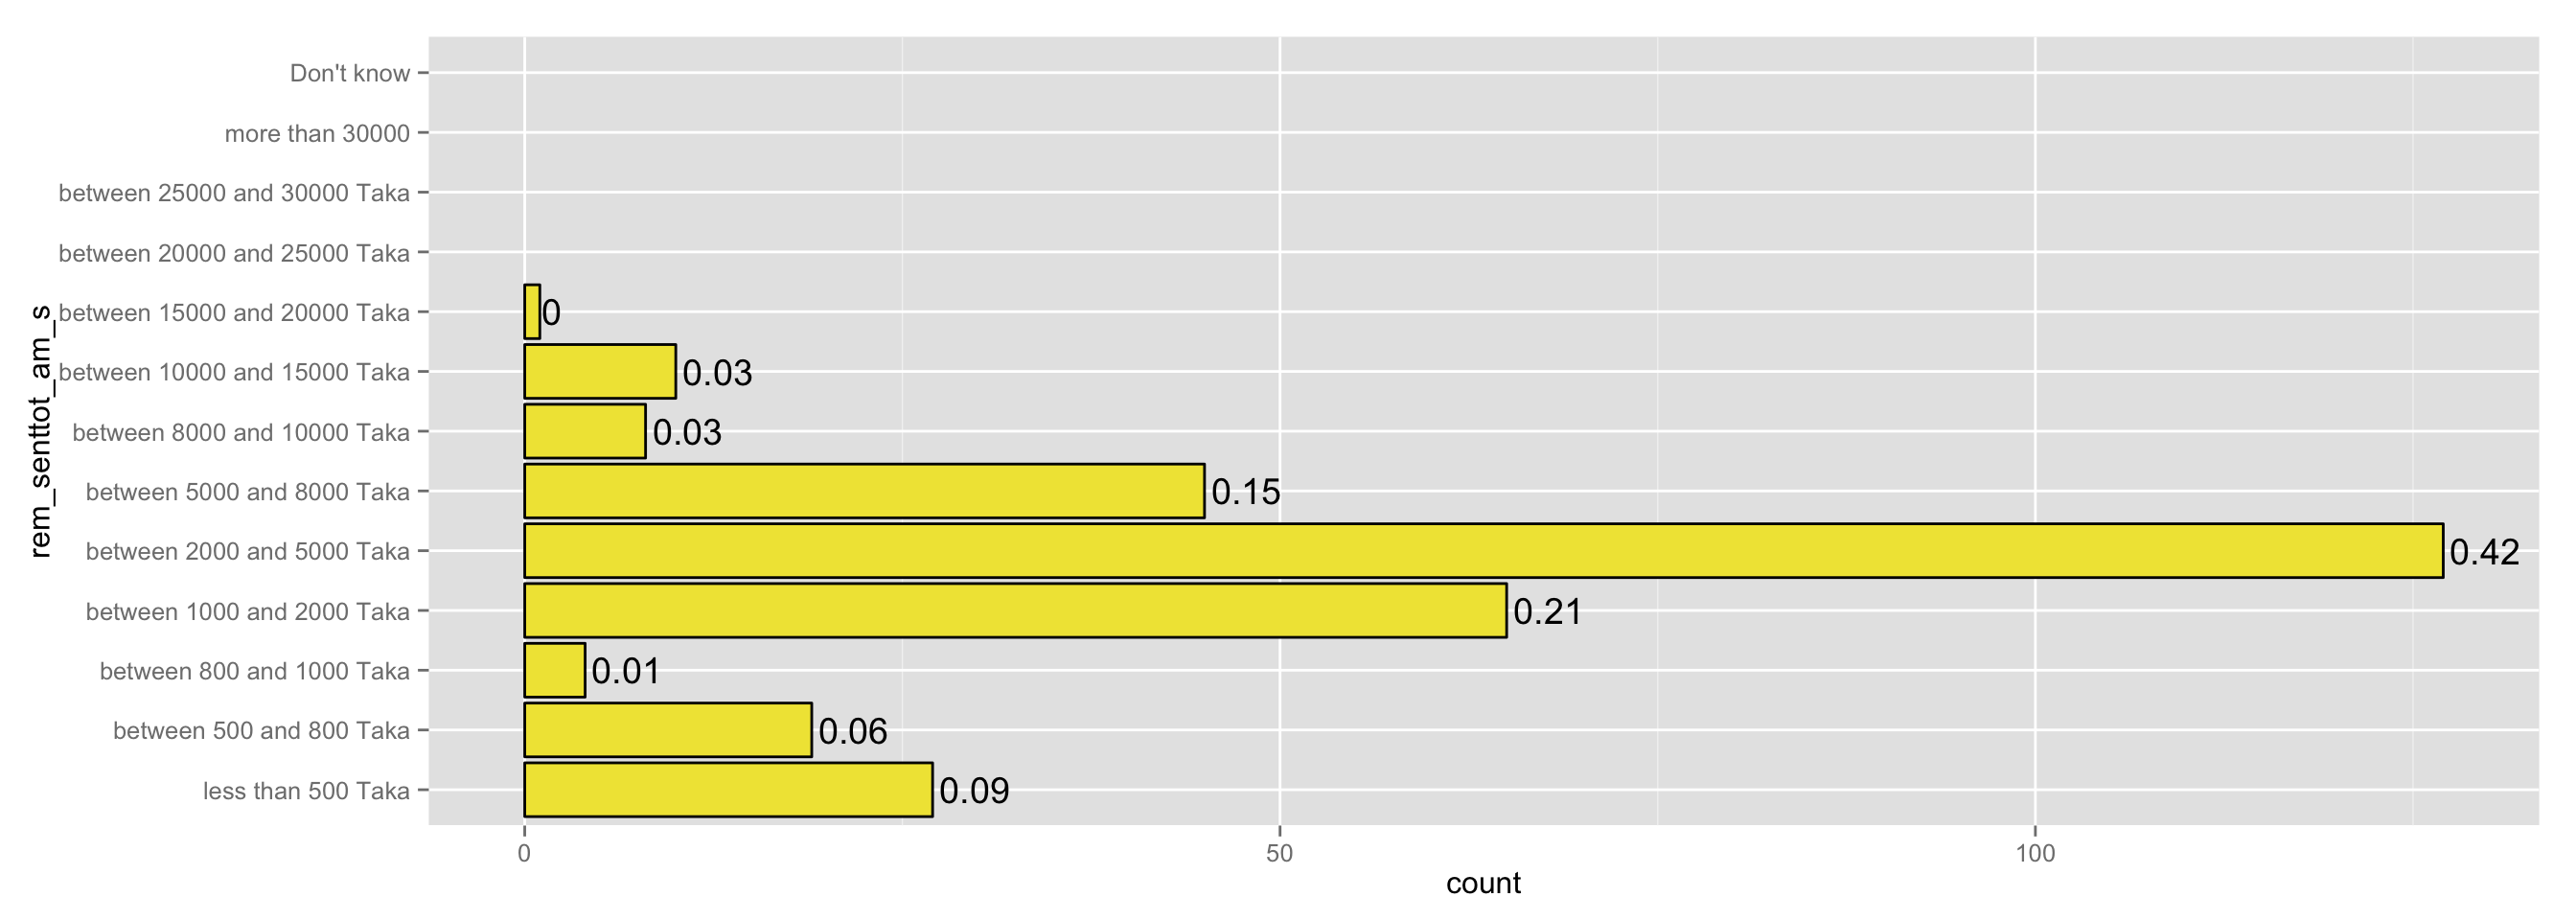 Don't know
more than 30000
between 25000 and 30000 Taka
between 20000 and 25000 Taka
between 15000 and 20000 Taka
0
between 10000 and 15000 Taka
0.03
between 8000 and 10000 Taka
0.03
between 5000 and 8000 Taka
0.15
between 2000 and 5000 Taka
0.42
between 1000 and 2000 Taka
0.21
between 800 and 1000 Taka
0.01
between 500 and 800 Taka
0.06
less than 500 Taka
0.09
rem_senttot_am_s
0 50 100
count